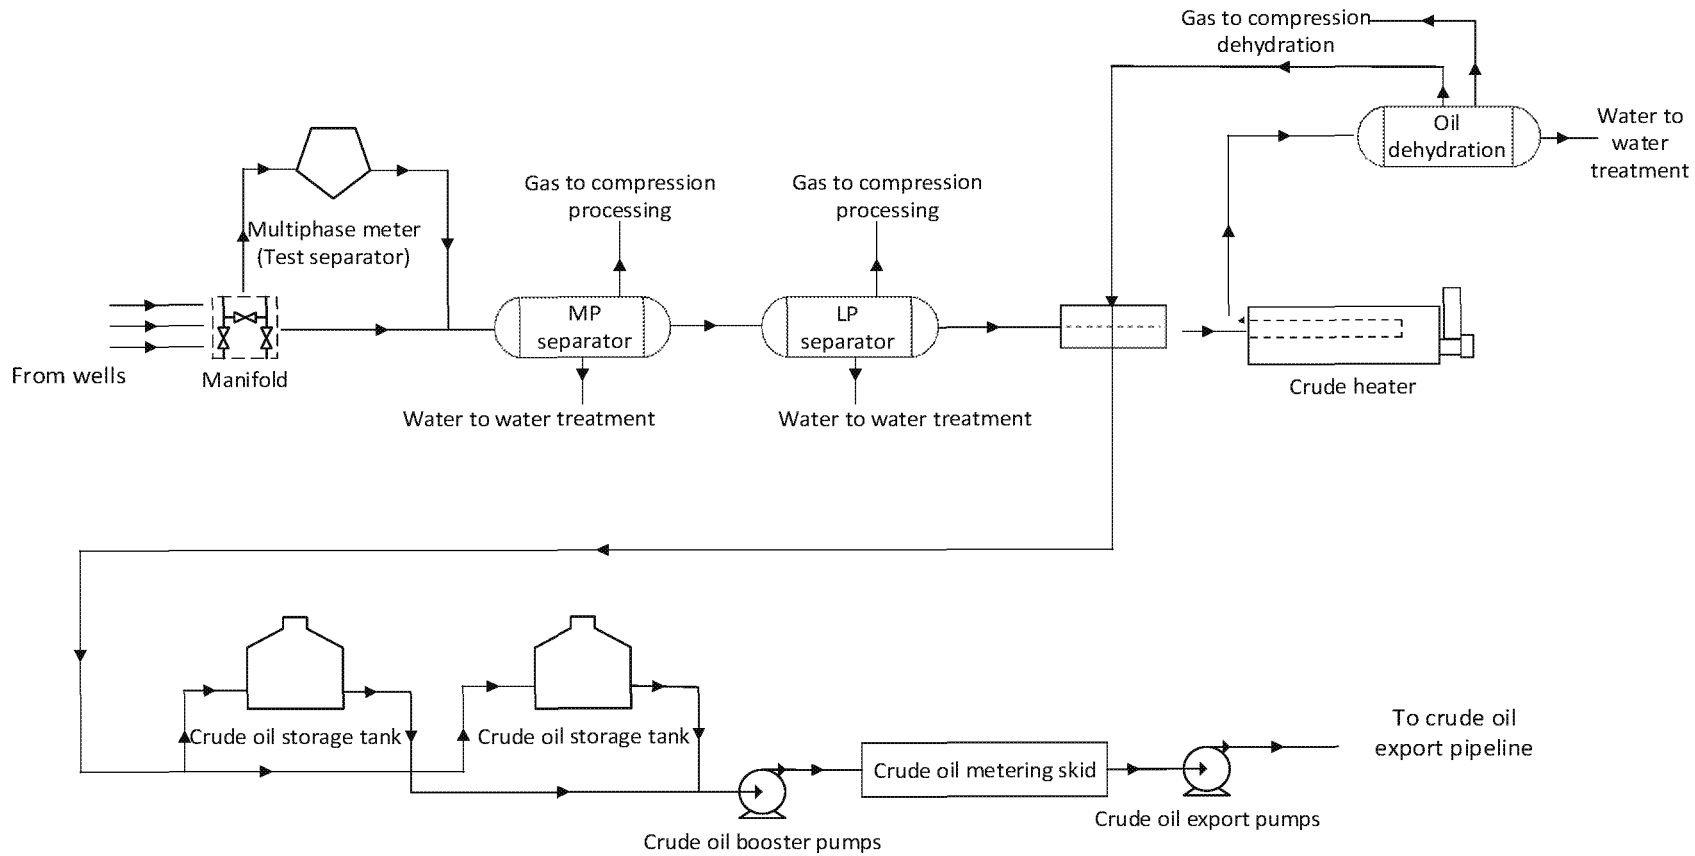 Gas to compression
dehydration
Oil
dehydration
Water to
water
treatment
Gas to compression
processing
Gas to compression
processing
Multiphase meter
(Test separator)
MP
separator
LP
separator
From wells
Manifold
Crude heater
Water to water treatment
Water to water treatment
Crude oil storage tank
Crude oil storage tank
To crude oil
export pipeline
Crude oil metering skid
Crude oil booster pumps
Crude oil export pumps